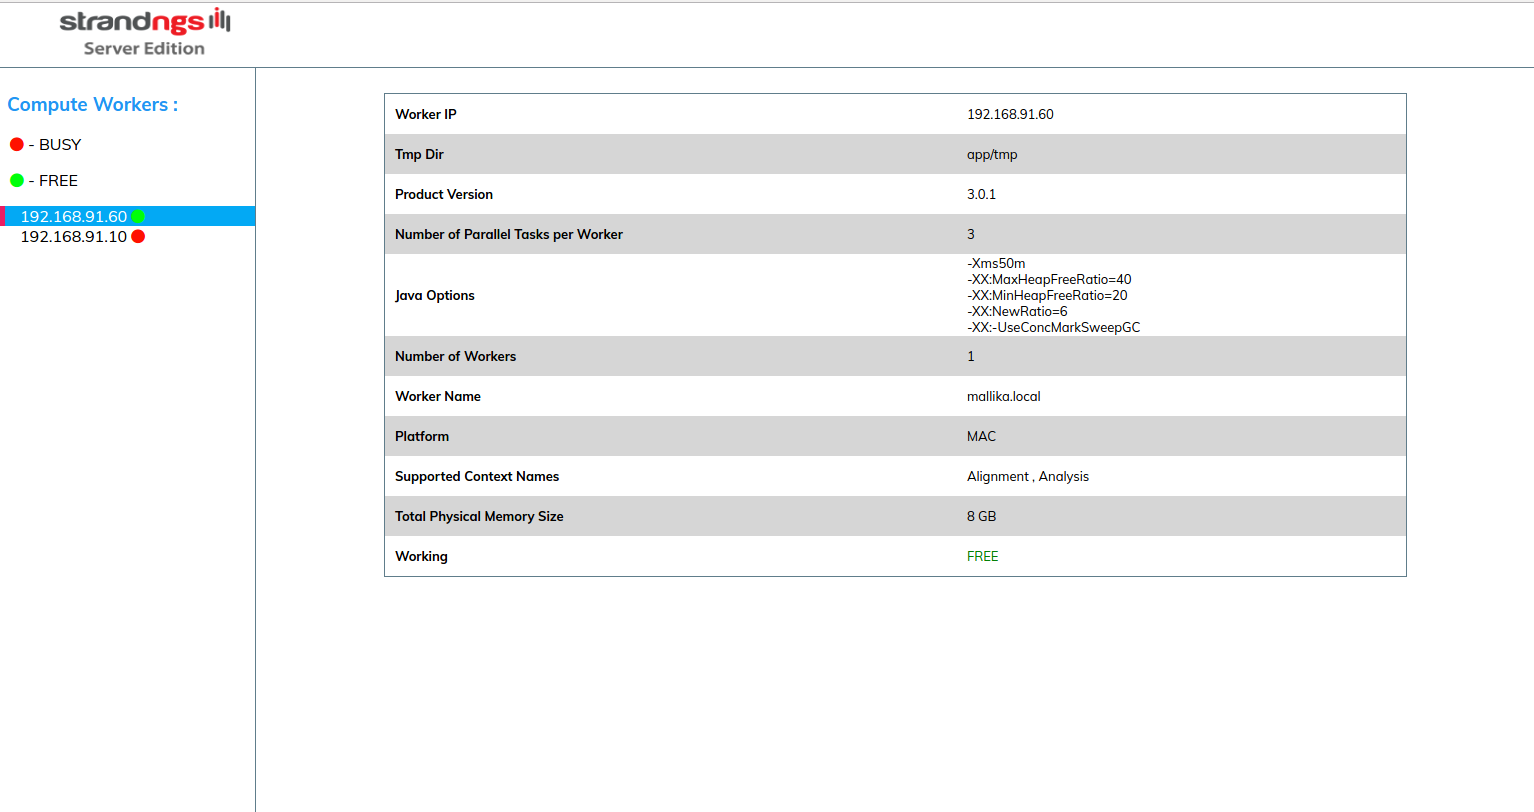 strandngs
Server Edition
Compute Workers :
- BUSY
- FREE
192.168.91.60
192.168.91.10
Worker IP 192.168.91.60
Tmp Dir app/tmp
Product Version 3.0.1
Number of Parallel Tasks per Worker 3
Java Options
-Xms50m
-XX:MaxHeapFreeRatio=40
-XX:MinHeapFreeRatio=20
-XX:NewRatio=6
-XX:-UseConcMarkSweepGC
Number of Workers 1
Worker Name mallika.local
Platform MAC
Supported Context Names Alignment , Analysis
Total Physical Memory Size 8 GB
Working FREE